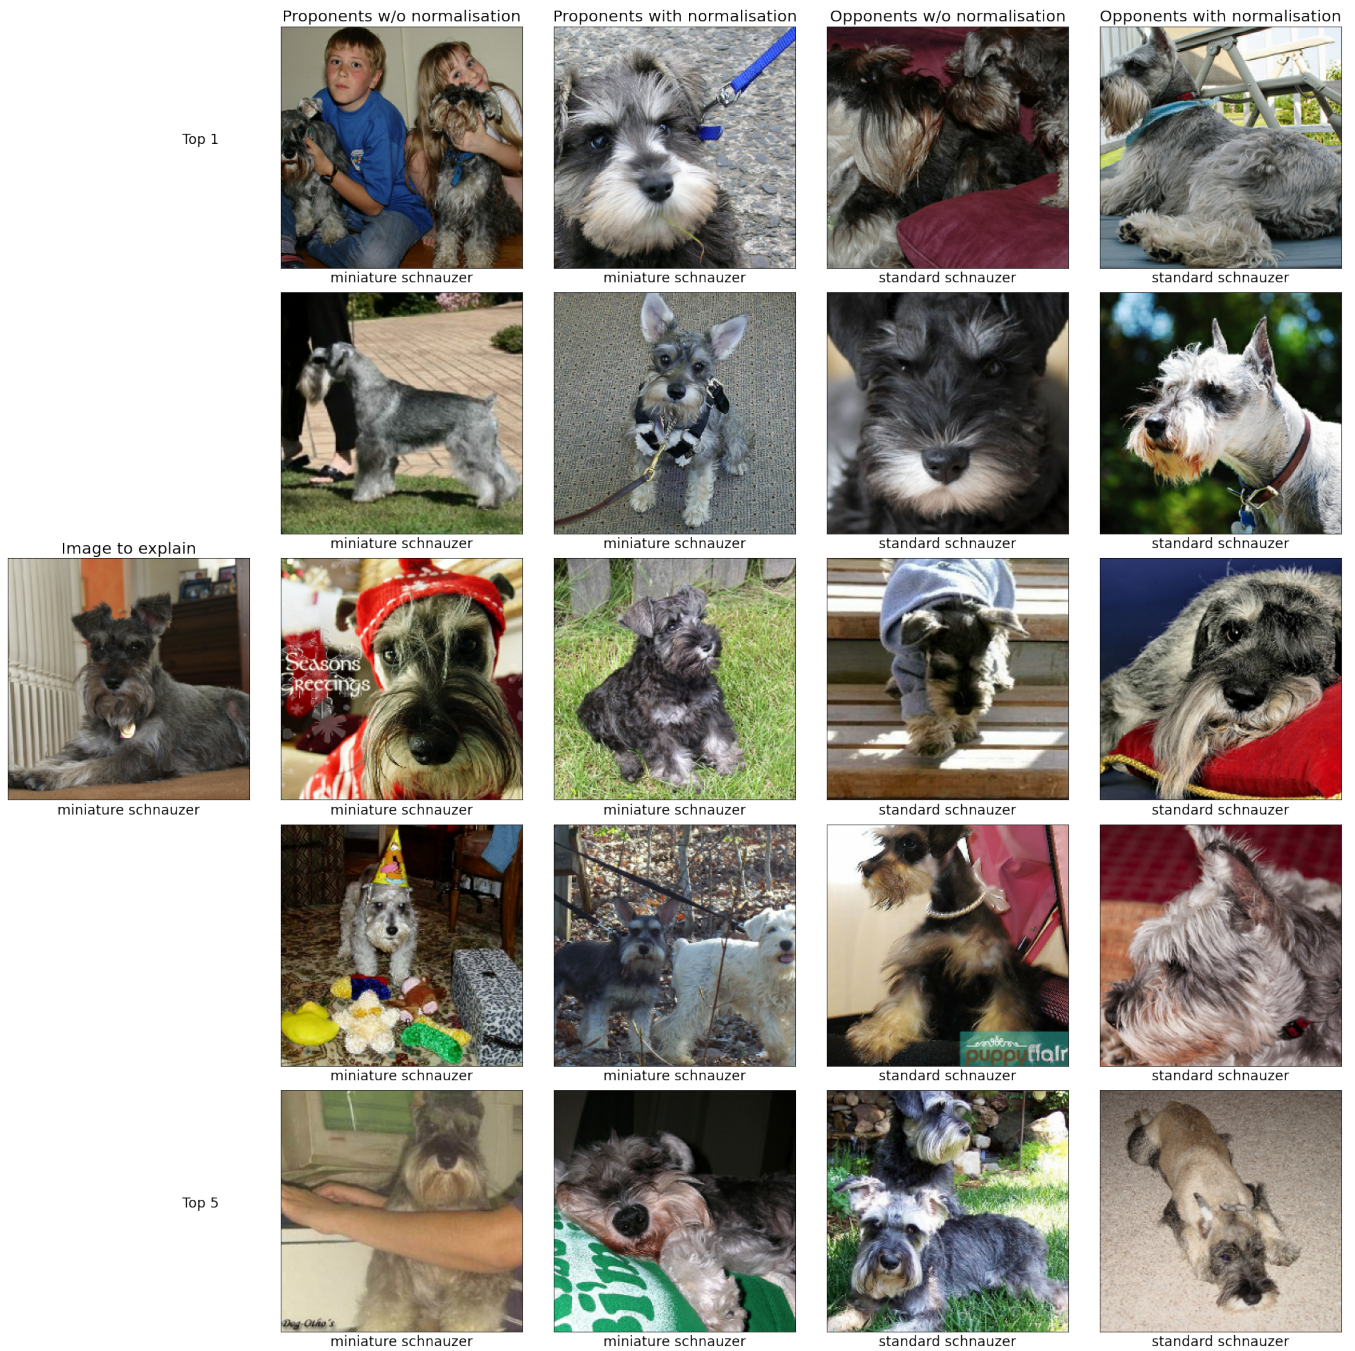 Proponents w/o normalisation
Proponents with normalisation
Opponents w/o normalisation
Opponents with normalisation
Top 1
miniature schnauzer
miniature schnauzer
standard schnauzer
standard schnauzer
miniature schnauzer
miniature schnauzer
standard schnauzer
standard schnauzer
Image to explain
Seasons
Greetings
miniature schnauzer
miniature schnauzer
miniature schnauzer
standard schnauzer
standard schnauzer
puppyflair
miniature schnauzer
miniature schnauzer
standard schnauzer
standard schnauzer
Top 5
Dog-Otho's
miniature schnauzer
miniature schnauzer
standard schnauzer
standard schnauzer